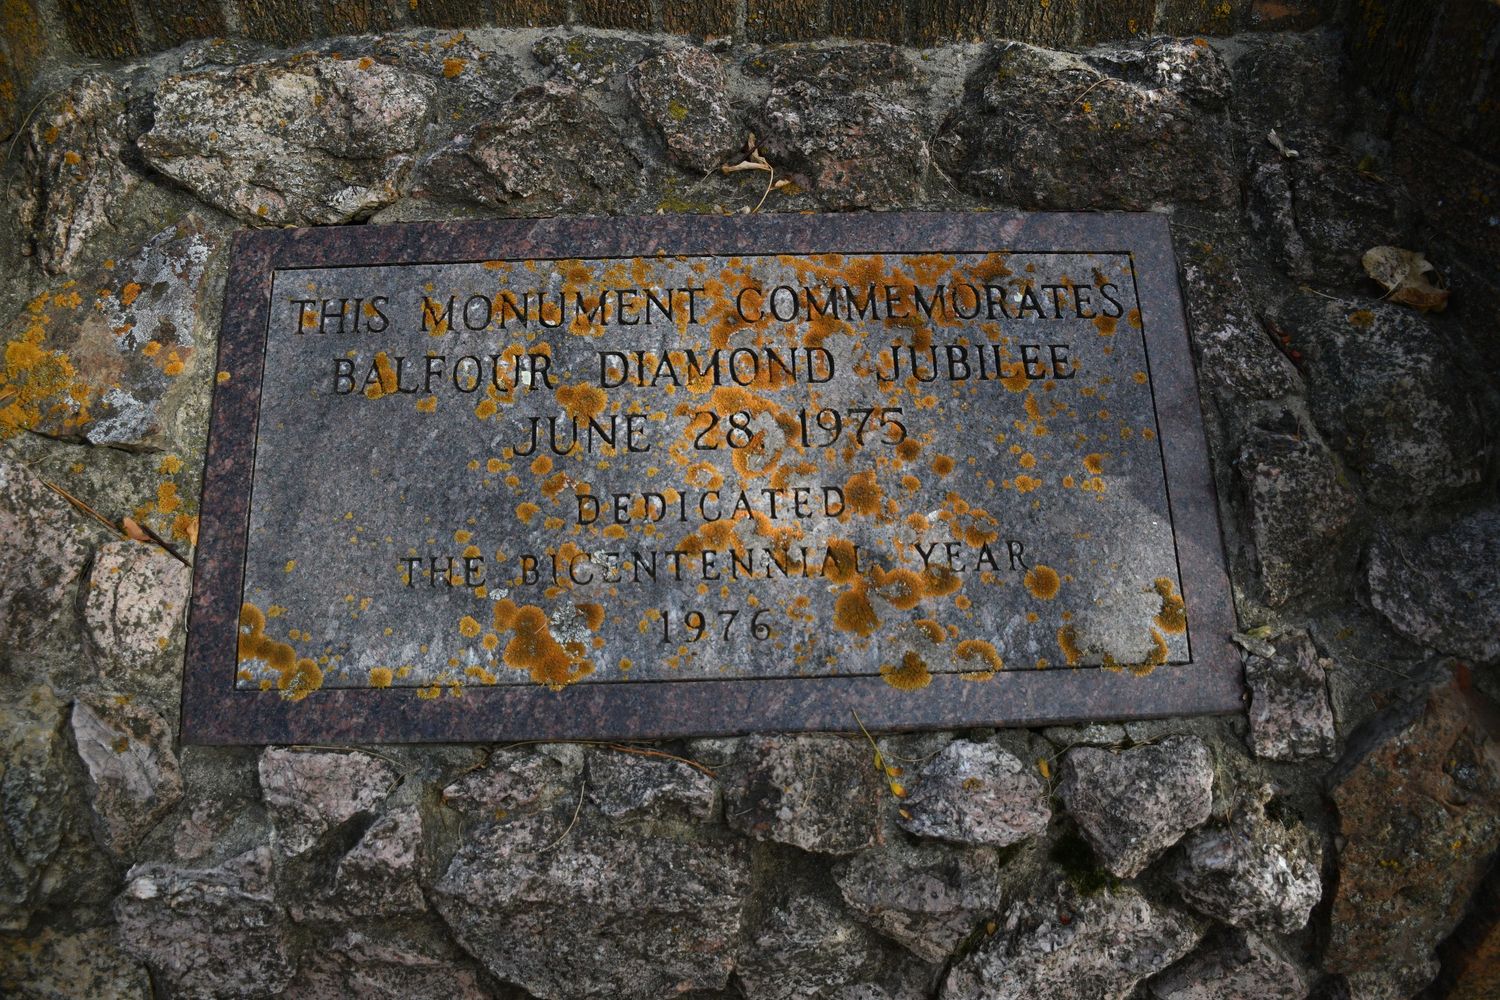 THIS MONUMENT COMMEMORATES
BALFOUR DIAMOND JUBILEE
JUNE 28, 1975
DEDICATED
THE BICENTENNIAL YEAR
1976